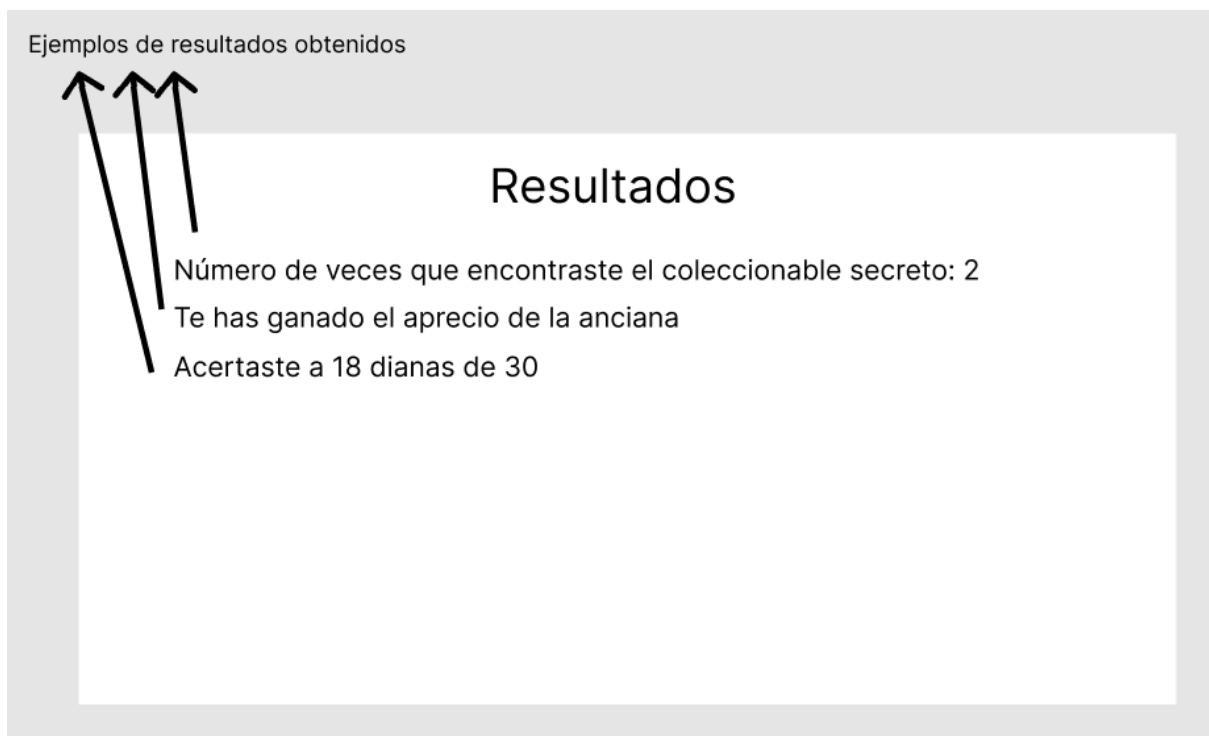 Ejemplos de resultados obtenidos
Resultados
Número de veces que encontraste el coleccionable secreto: 2
Te has ganado el aprecio de la anciana
Acertaste a 18 dianas de 30